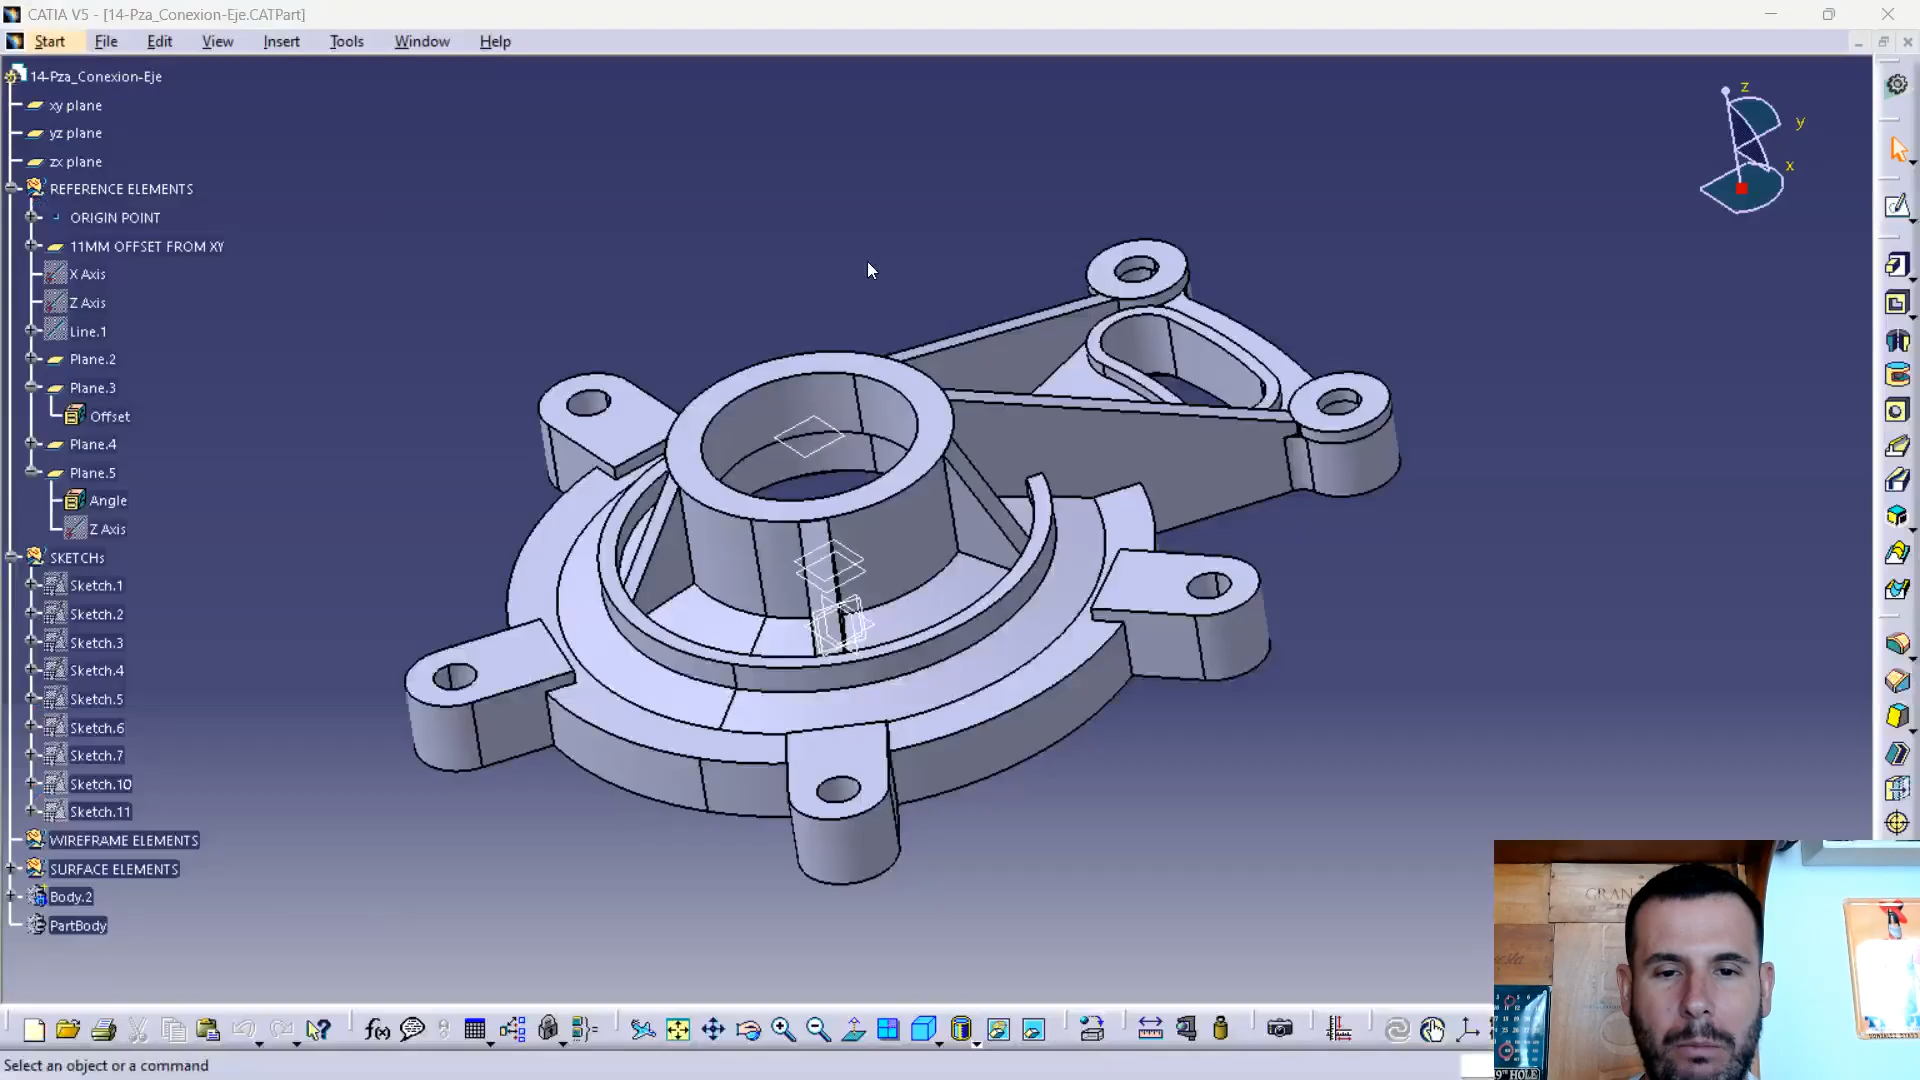 CATIA V5 - [14-Pza_Conexion-Eje.CATPart]
Start File Edit View Insert Tools Window Help
14-Pza_Conexion-Eje
xy plane
yz plane
zx plane
REFERENCE ELEMENTS
ORIGIN POINT
11MM OFFSET FROM XY
X Axis
Z Axis
Line.1
Plane.2
Plane.3
Offset
Plane.4
Plane.5
Angle
Z Axis
SKETCHs
Sketch.1
Sketch.2
Sketch.3
Sketch.4
Sketch.5
Sketch.6
Sketch.7
Sketch.10
Sketch.11
WIREFRAME ELEMENTS
SURFACE ELEMENTS
Body.2
PartBody
z
y
x
GRAN
9TH HOLE
f(x)
Select an object or a command